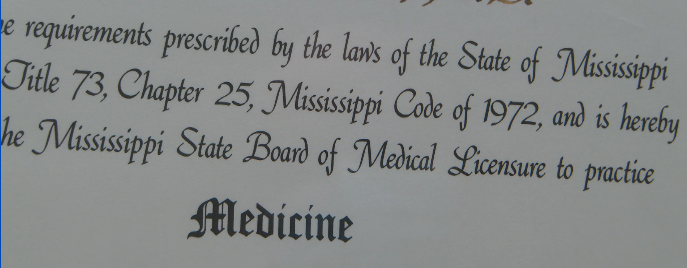 requirements prescribed by the laws of the State of Mississippi
Title 73, Chapter 25, Mississippi Code of 1972, and is hereby
he Mississippi State Board of Medical Licensure to practice
Medicine